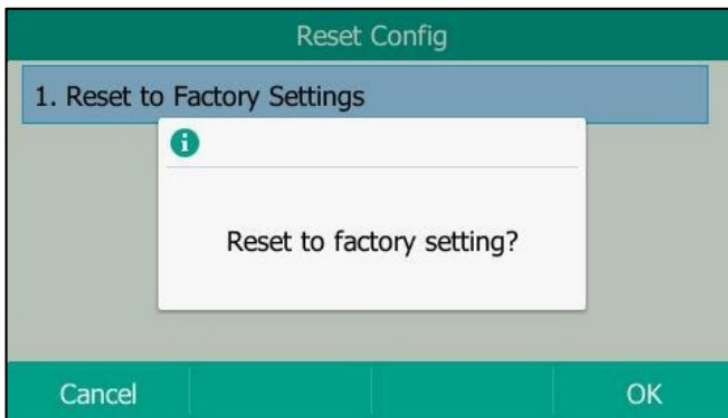 Reset Config
1. Reset to Factory Settings
Reset to factory setting?
Cancel
OK